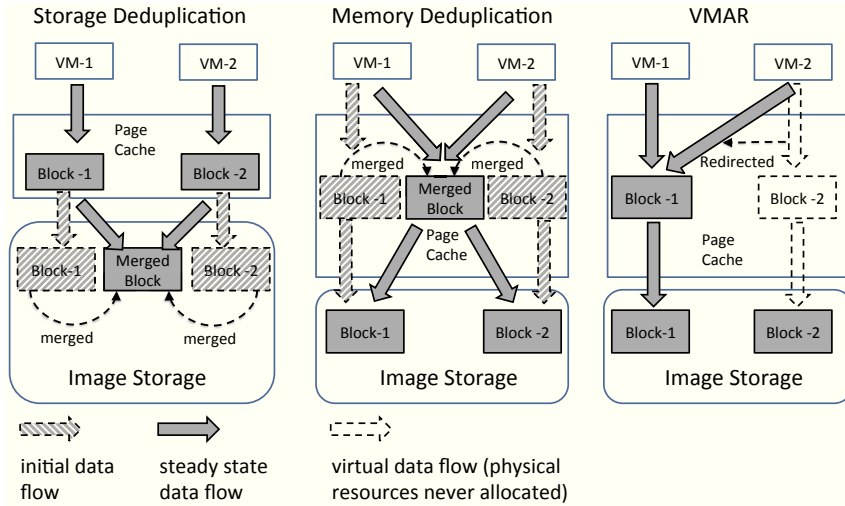 Storage Deduplication
VM-1
VM-2
Page
Cache
Block -1
Block -2
Block-1
Merged
Block
Block -2
merged
merged
Image Storage
Memory Deduplication
VM-1
VM-2
merged
merged
Block -1
Merged
Block
Block -2
Page
Cache
Block-1
Block -2
Image Storage
VMAR
VM-1
VM-2
Redirected
Block -1
Block -2
Page
Cache
Block-1
Block -2
Image Storage
initial data
flow
steady state
data flow
virtual data flow (physical
resources never allocated)